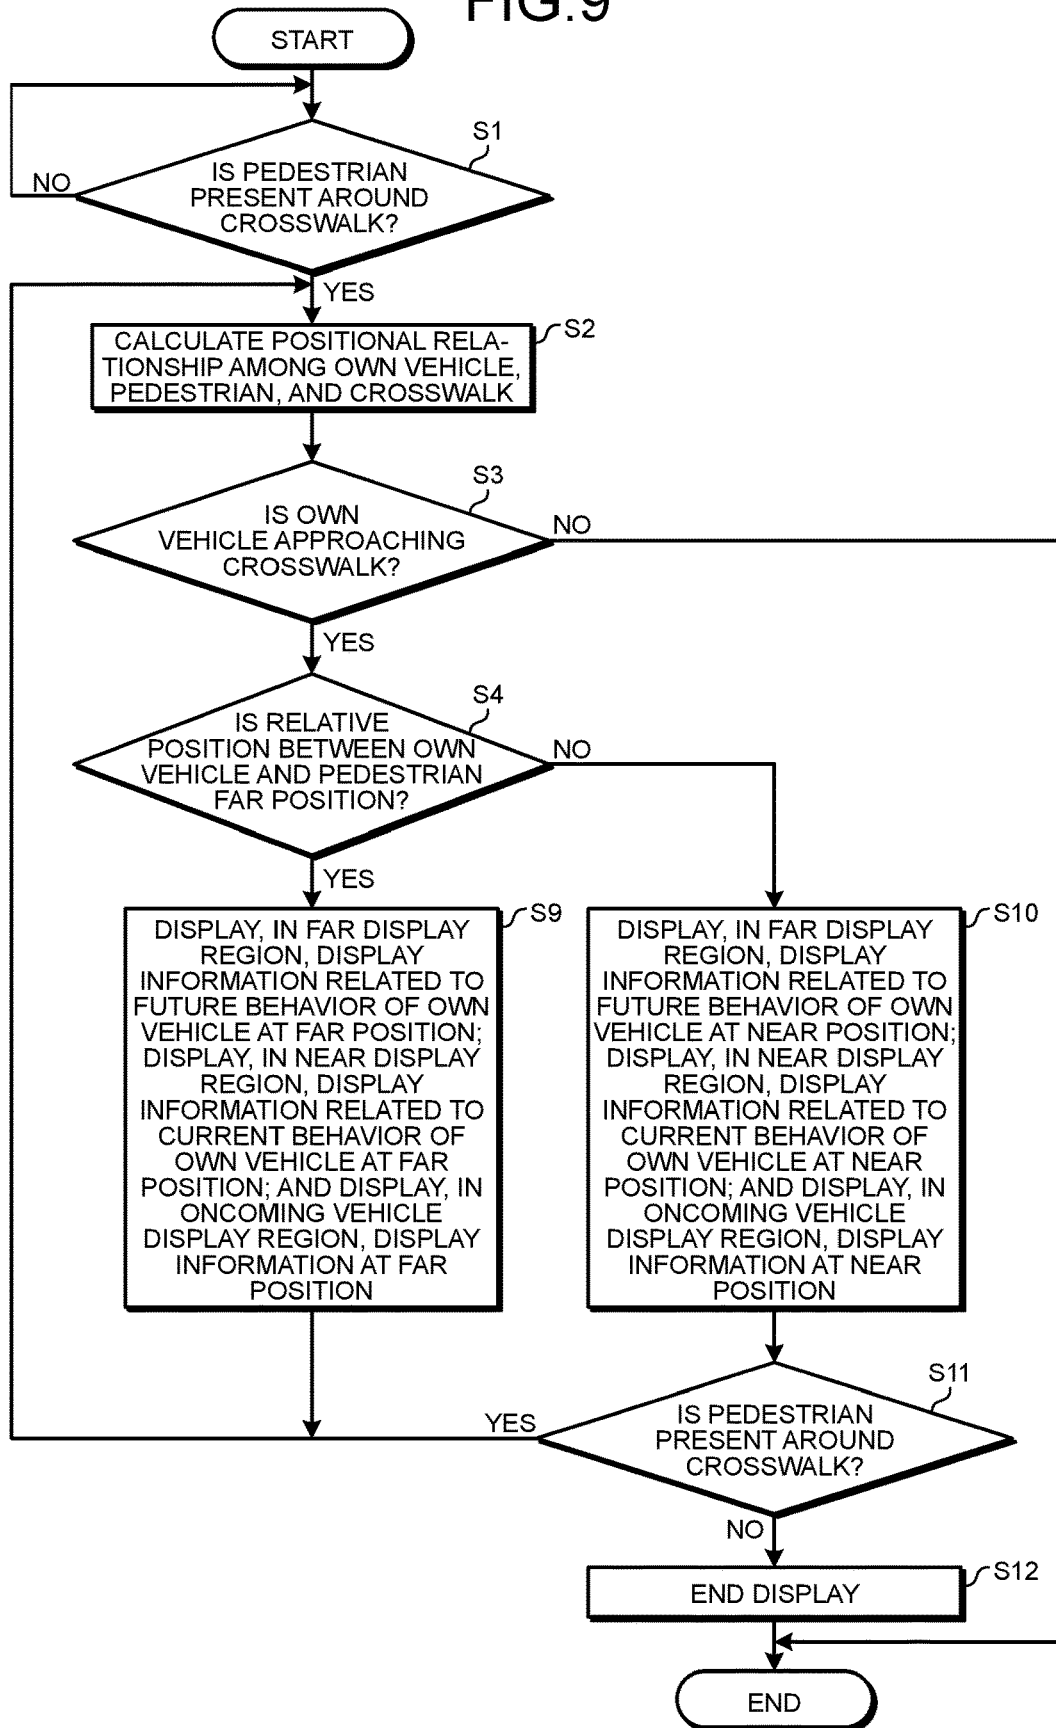 FIG.9
START
S1
IS PEDESTRIAN
PRESENT AROUND
CROSSWALK?
NO
YES
S2
CALCULATE POSITIONAL RELA-
TIONSHIP AMONG OWN VEHICLE,
PEDESTRIAN, AND CROSSWALK
S3
IS OWN
VEHICLE APPROACHING
CROSSWALK?
NO
YES
S4
IS RELATIVE
POSITION BETWEEN OWN
VEHICLE AND PEDESTRIAN
FAR POSITION?
NO
YES
S9
DISPLAY, IN FAR DISPLAY
REGION, DISPLAY
INFORMATION RELATED TO
FUTURE BEHAVIOR OF OWN
VEHICLE AT FAR POSITION;
DISPLAY, IN NEAR DISPLAY
REGION, DISPLAY
INFORMATION RELATED TO
CURRENT BEHAVIOR OF
OWN VEHICLE AT FAR
POSITION; AND DISPLAY, IN
ONCOMING VEHICLE
DISPLAY REGION, DISPLAY
INFORMATION AT FAR
POSITION
S10
DISPLAY, IN FAR DISPLAY
REGION, DISPLAY
INFORMATION RELATED TO
FUTURE BEHAVIOR OF OWN
VEHICLE AT NEAR POSITION;
DISPLAY, IN NEAR DISPLAY
REGION, DISPLAY
INFORMATION RELATED TO
CURRENT BEHAVIOR OF
OWN VEHICLE AT NEAR
POSITION; AND DISPLAY, IN
ONCOMING VEHICLE
DISPLAY REGION, DISPLAY
INFORMATION AT NEAR
POSITION
S11
IS PEDESTRIAN
PRESENT AROUND
CROSSWALK?
YES
NO
S12
END DISPLAY
END